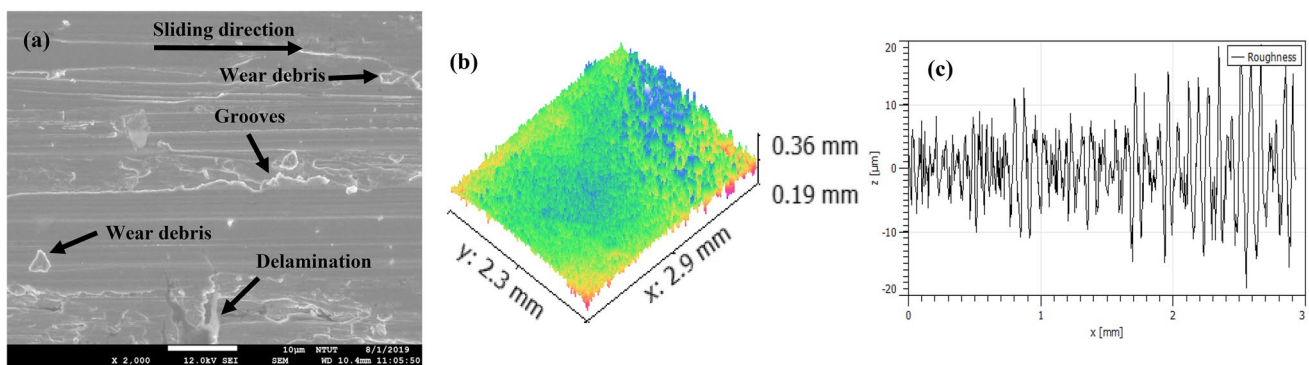 (a)
Sliding direction
Wear debris
Grooves
Wear debris
Delamination
10μm NTUT 8/1/2019
X 2,000 12.0kV SEI SEM WD 10.4mm 11:05:50
(b)
0.36 mm
0.19 mm
y: 2.3 mm
x: 2.9 mm
(c)
Roughness
20
10
0
-10
-20
z [μm]
0 1 2 3
x [mm]